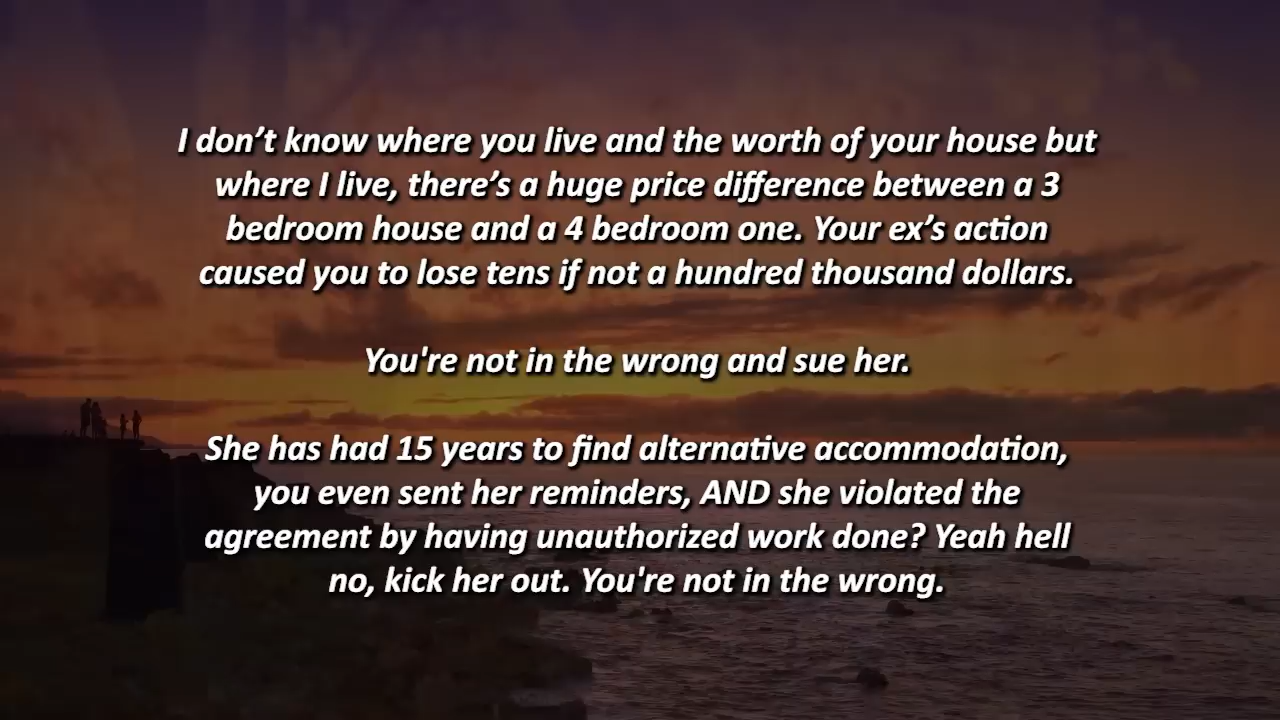 I don’t know where you live and the worth of your house but
where I live, there’s a huge price difference between a 3
bedroom house and a 4 bedroom one. Your ex’s action
caused you to lose tens if not a hundred thousand dollars.
You're not in the wrong and sue her.
She has had 15 years to find alternative accommodation,
you even sent her reminders, AND she violated the
agreement by having unauthorized work done? Yeah hell
no, kick her out. You're not in the wrong.